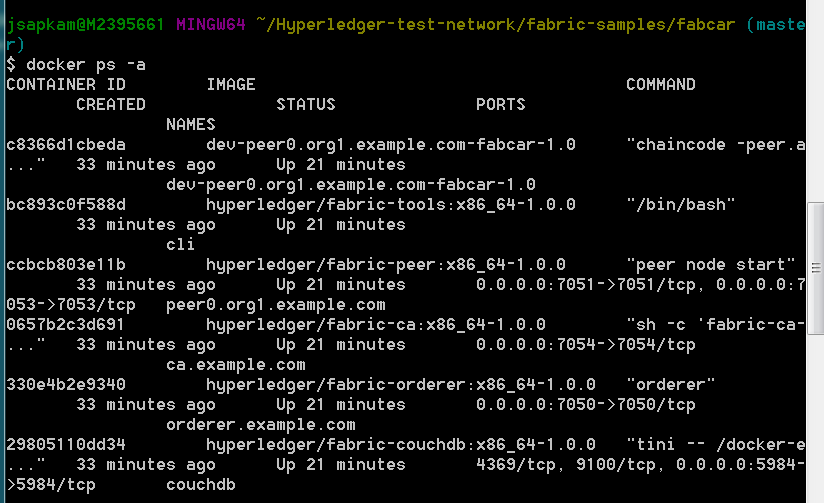 jsapkam@M2395661 MINGW64 ~/Hyperledger-test-network/fabric-samples/fabcar (maste
r)
$ docker ps -a
CONTAINER ID        IMAGE                                     COMMAND
       CREATED             STATUS              PORTS
                NAMES
c8366d1cbeda        dev-peer0.org1.example.com-fabcar-1.0     "chaincode -peer.a
..."   33 minutes ago      Up 21 minutes
                dev-peer0.org1.example.com-fabcar-1.0
bc893c0f588d        hyperledger/fabric-tools:x86_64-1.0.0     "/bin/bash"
       33 minutes ago      Up 21 minutes
                cli
ccbcb803e11b        hyperledger/fabric-peer:x86_64-1.0.0      "peer node start"
       33 minutes ago      Up 21 minutes       0.0.0.0:7051->7051/tcp, 0.0.0.0:7
053->7053/tcp   peer0.org1.example.com
0657b2c3d691        hyperledger/fabric-ca:x86_64-1.0.0        "sh -c 'fabric-ca-
..."   33 minutes ago      Up 21 minutes       0.0.0.0:7054->7054/tcp
                ca.example.com
330e4b2e9340        hyperledger/fabric-orderer:x86_64-1.0.0   "orderer"
       33 minutes ago      Up 21 minutes       0.0.0.0:7050->7050/tcp
                orderer.example.com
29805110dd34        hyperledger/fabric-couchdb:x86_64-1.0.0   "tini -- /docker-e
..."   33 minutes ago      Up 21 minutes       4369/tcp, 9100/tcp, 0.0.0.0:5984-
>5984/tcp       couchdb